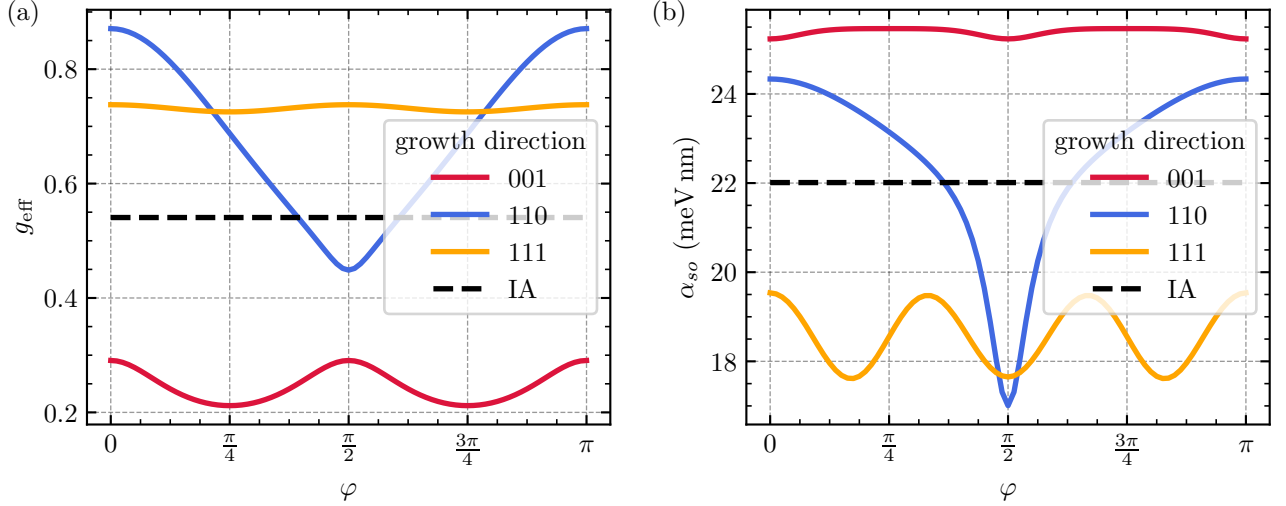 (a)
0.8
0.6
0.4
0.2
g_eff
growth direction
001
110
111
IA
0
π/4
π/2
3π/4
π
φ
(b)
24
22
20
18
α_so (meV nm)
growth direction
001
110
111
IA
0
π/4
π/2
3π/4
π
φ